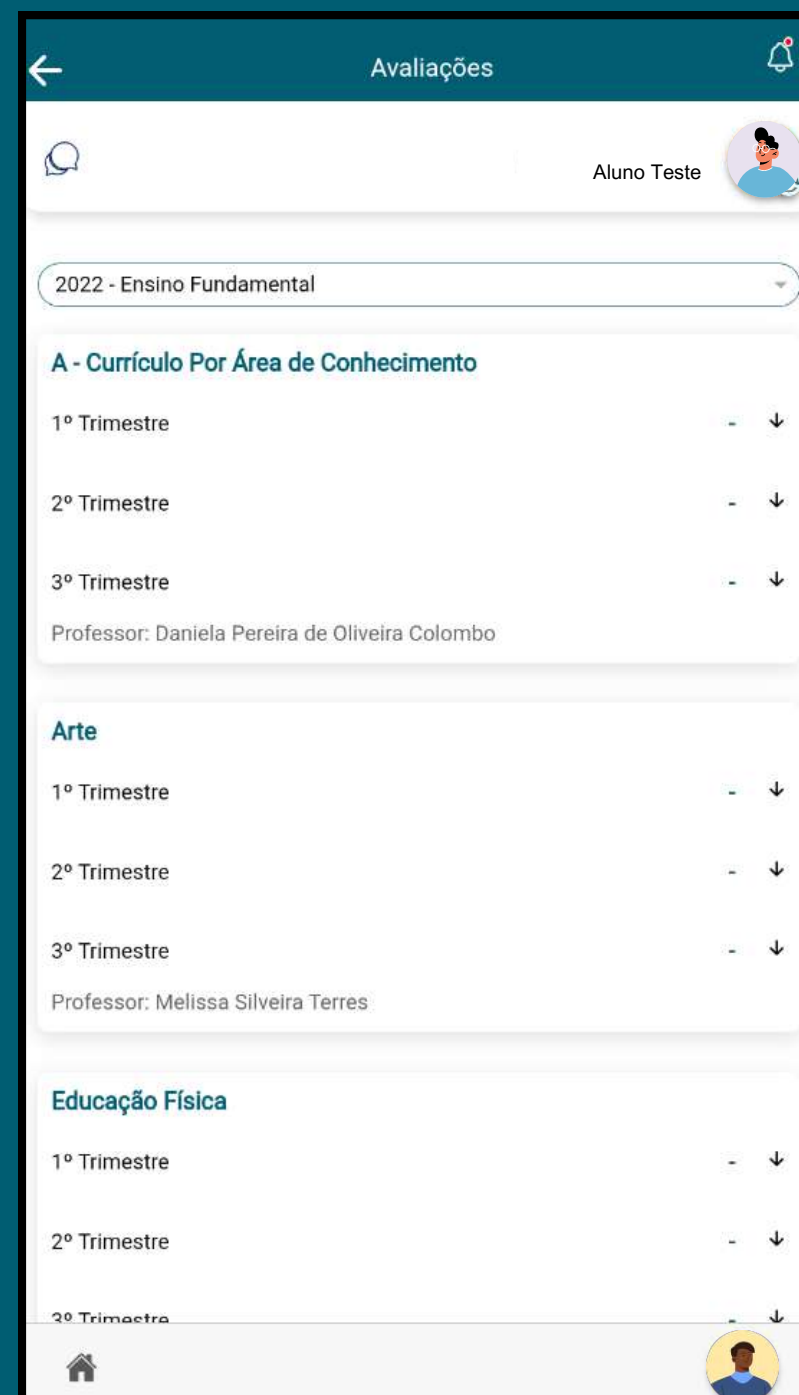 Avaliações
Aluno Teste
2022 - Ensino Fundamental
A - Currículo Por Área de Conhecimento
1º Trimestre -
2º Trimestre -
3º Trimestre -
Professor: Daniela Pereira de Oliveira Colombo
Arte
1º Trimestre -
2º Trimestre -
3º Trimestre -
Professor: Melissa Silveira Terres
Educação Física
1º Trimestre -
2º Trimestre -
3º Trimestre -